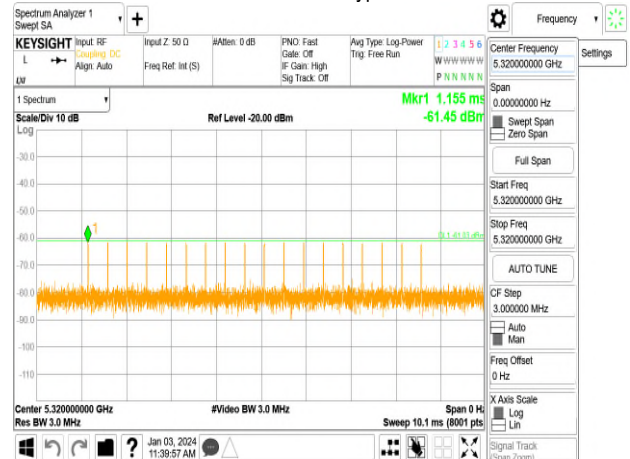 Spectrum Analyzer 1
Swept SA
Frequency
KEYSIGHT
L
Input: RF
Coupling: DC
Align: Auto
Input Z: 50 Ω
Freq Ref: Int (S)
#Atten: 0 dB
PNO: Fast
Gate: Off
IF Gain: High
Sig Track: Off
Avg Type: Log-Power
Trig: Free Run
1 2 3 4 5 6
W W W W W W
P N N N N N
1 Spectrum
Scale/Div 10 dB
Log
Ref Level -20.00 dBm
Mkr1 1.155 ms
-61.45 dBm
-30.0
-40.0
-50.0
-60.0
-70.0
-80.0
-90.0
-100
-110
1
Center 5.320000000 GHz
Res BW 3.0 MHz
#Video BW 3.0 MHz
Span 0 Hz
Sweep 10.1 ms (8001 pts
Jan 03, 2024
11:39:57 AM
Center Frequency
5.320000000 GHz
Span
0.00000000 Hz
Swept Span
Zero Span
Full Span
Start Freq
5.320000000 GHz
Stop Freq
5.320000000 GHz
AUTO TUNE
CF Step
3.000000 MHz
Auto
Man
Freq Offset
0 Hz
X Axis Scale
Log
Lin
Signal Track
(Span Zoom)
Settings